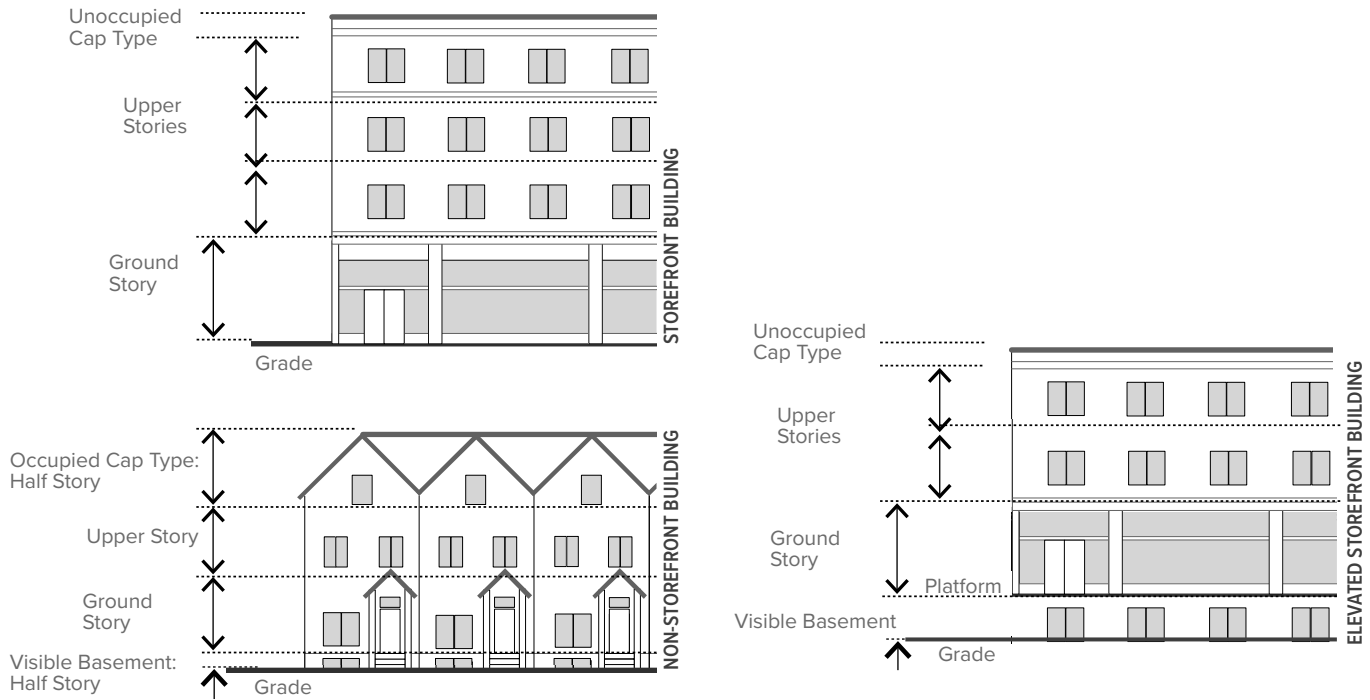 Unoccupied
Cap Type
Upper
Stories
Ground
Story
Grade
STOREFRONT BUILDING
Occupied Cap Type:
Half Story
Upper Story
Ground
Story
Visible Basement:
Half Story
Grade
NON-STOREFRONT BUILDING
Unoccupied
Cap Type
Upper
Stories
Ground
Story
Platform
Visible Basement
Grade
ELEVATED STOREFRONT BUILDING